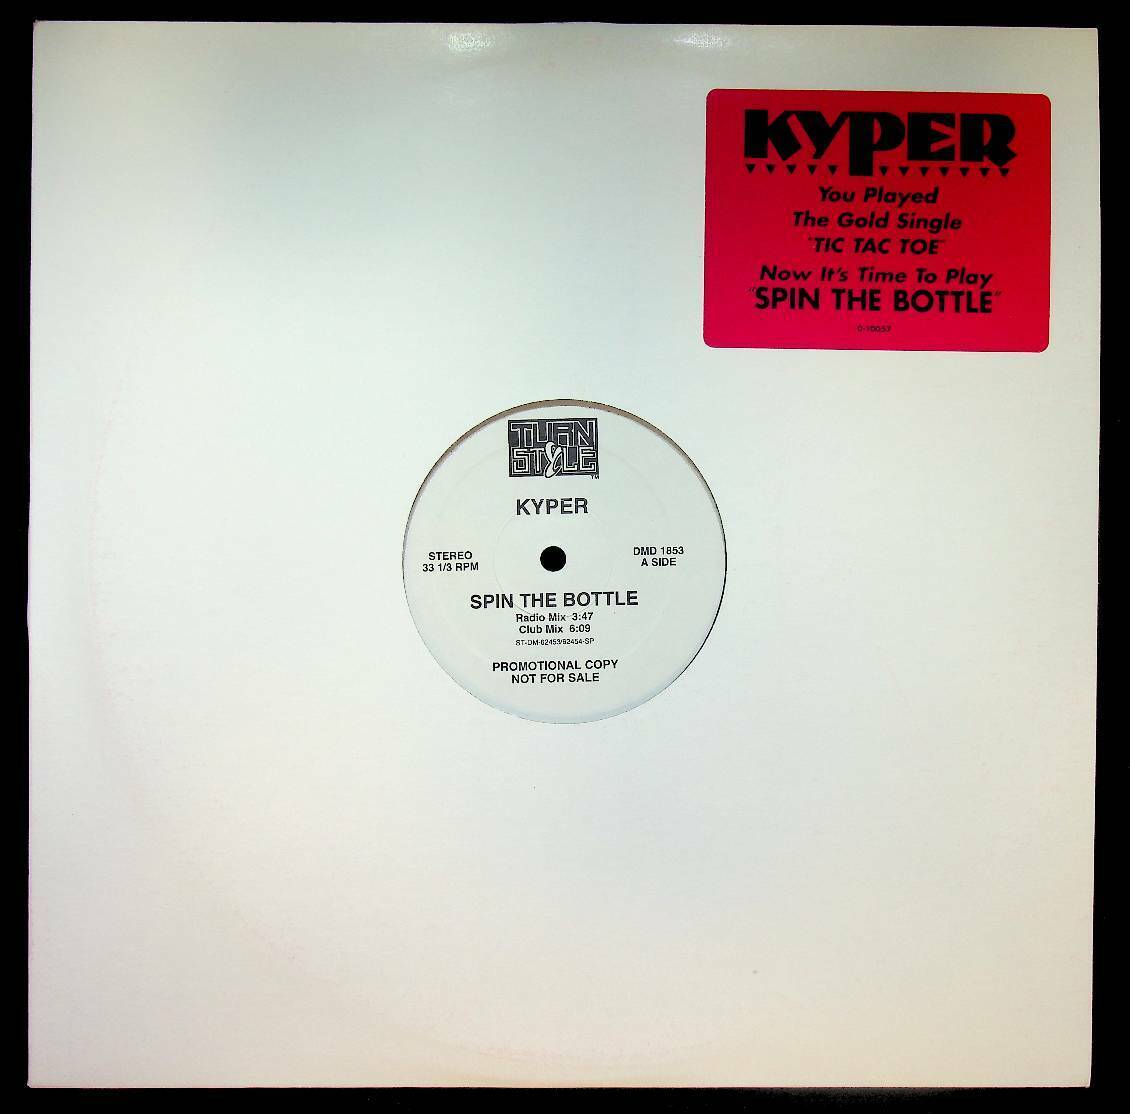 KYPER
You Played
The Gold Single
"TIC TAC TOE"
Now It's Time To Play
"SPIN THE BOTTLE"
0-10057
TURN
STYLE
TM
KYPER
STEREO
33 1/3 RPM
DMD 1853
A SIDE
SPIN THE BOTTLE
Radio Mix 3:47
Club Mix 6:09
ST-DM-62453/62454-SP
PROMOTIONAL COPY
NOT FOR SALE